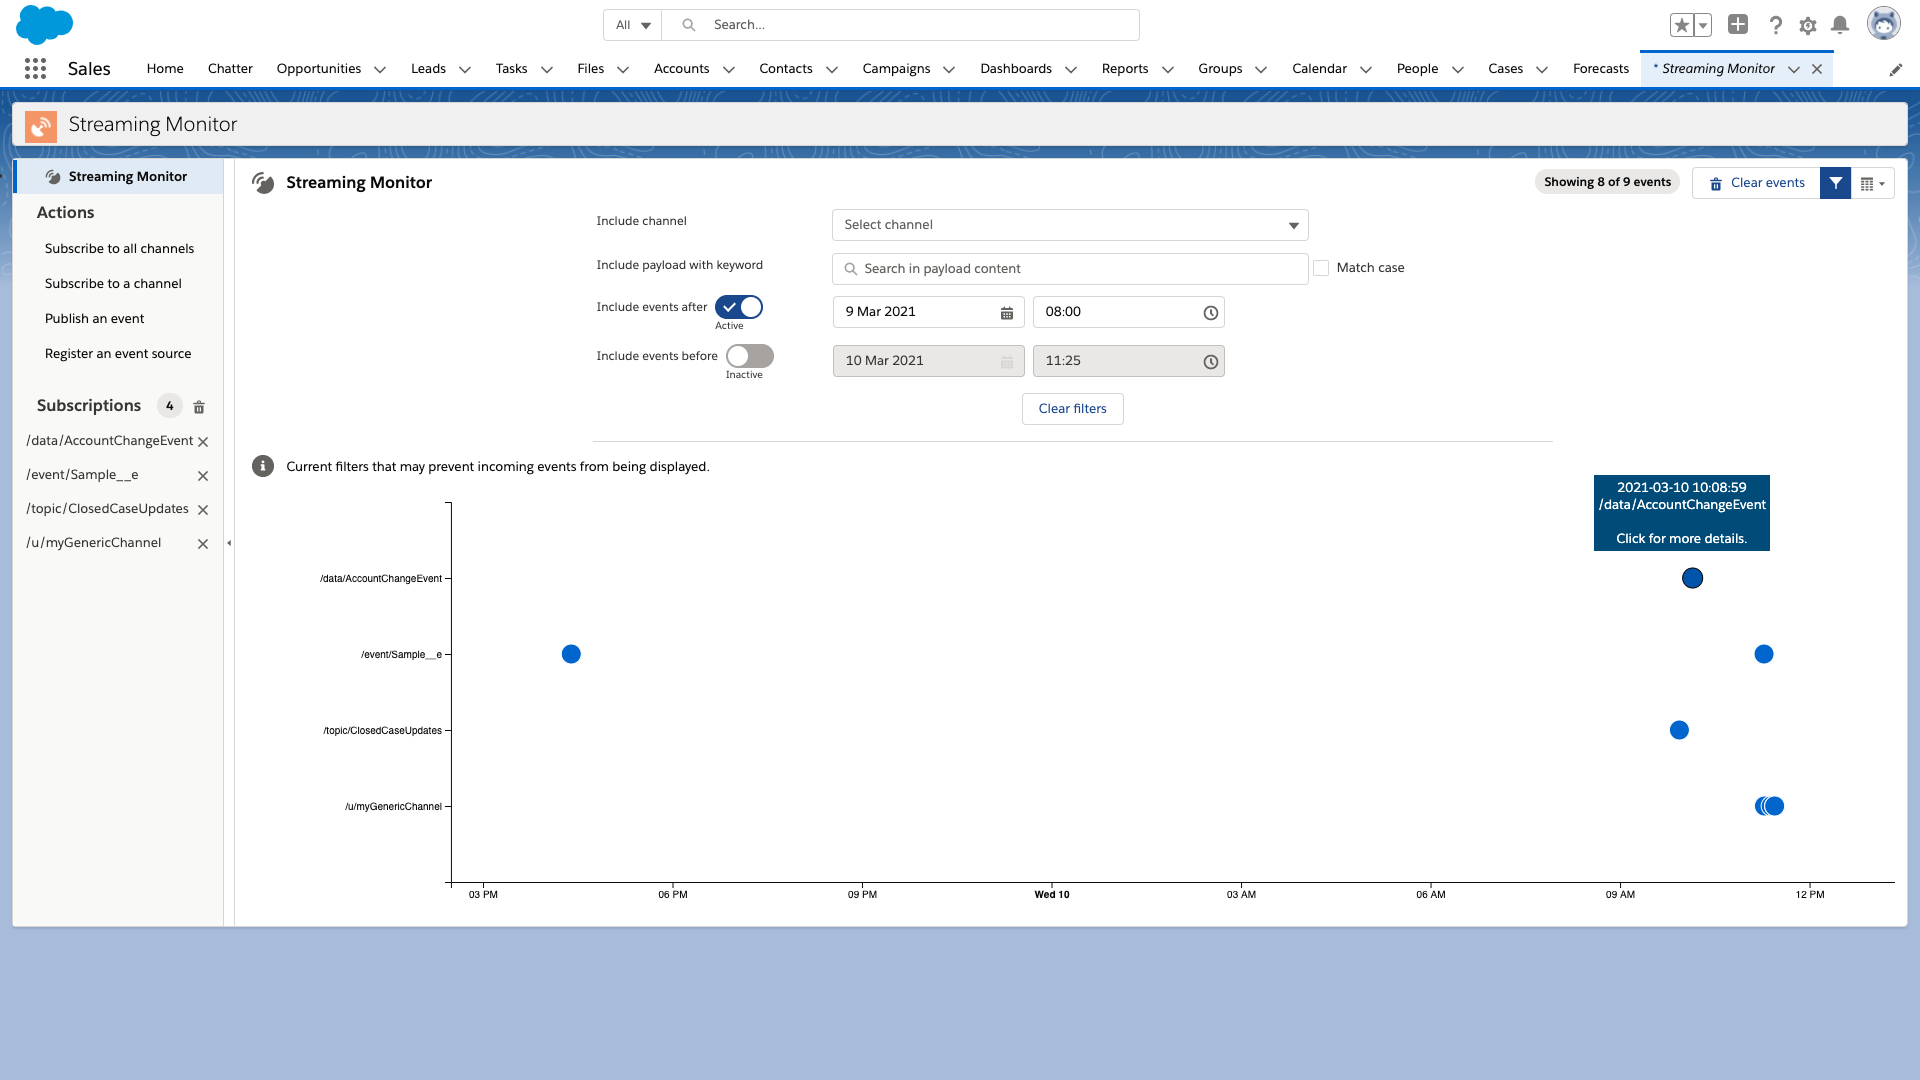 All
Search...
Sales
Home
Chatter
Opportunities
Leads
Tasks
Files
Accounts
Contacts
Campaigns
Dashboards
Reports
Groups
Calendar
People
Cases
Forecasts
* Streaming Monitor
Streaming Monitor
Streaming Monitor
Actions
Subscribe to all channels
Subscribe to a channel
Publish an event
Register an event source
Subscriptions 4
/data/AccountChangeEvent
/event/Sample__e
/topic/ClosedCaseUpdates
/u/myGenericChannel
Streaming Monitor
Showing 8 of 9 events
Clear events
Include channel
Select channel
Include payload with keyword
Search in payload content
Match case
Include events after
Active
9 Mar 2021
08:00
Include events before
Inactive
10 Mar 2021
11:25
Clear filters
Current filters that may prevent incoming events from being displayed.
2021-03-10 10:08:59
/data/AccountChangeEvent
Click for more details.
/data/AccountChangeEvent
/event/Sample__e
/topic/ClosedCaseUpdates
/u/myGenericChannel
03 PM
06 PM
09 PM
Wed 10
03 AM
06 AM
09 AM
12 PM